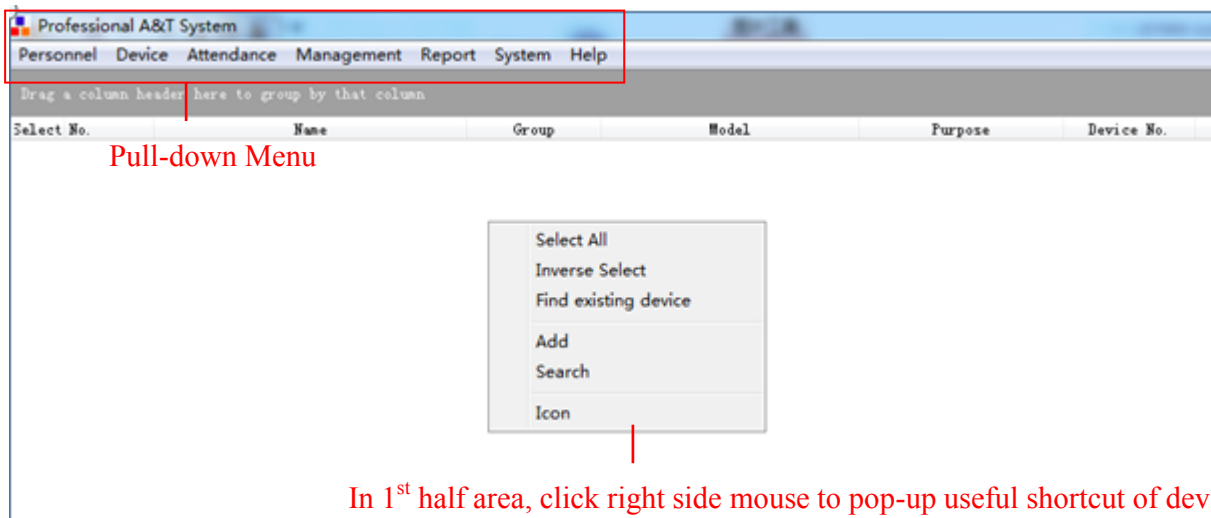 Professional A&T System
Personnel Device Attendance Management Report System Help
Drag a column header here to group by that column
Select No. Name Group Model Purpose Device No.
Pull-down Menu
Select All
Inverse Select
Find existing device
Add
Search
Icon
In 1st half area, click right side mouse to pop-up useful shortcut of dev